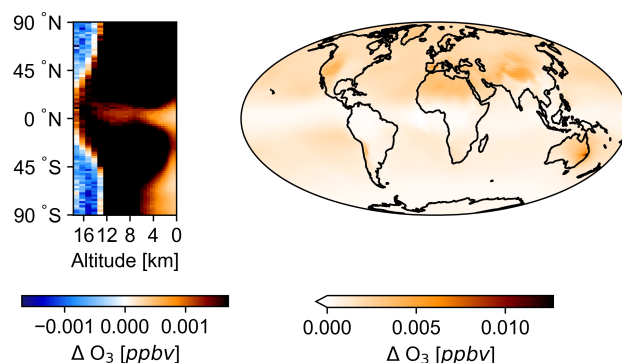 90 °N
45 °N
0 °N
45 °S
90 °S
16 12 8 4 0
Altitude [km]
−0.001 0.000 0.001
Δ O₃ [ppbv]
0.000 0.005 0.010
Δ O₃ [ppbv]